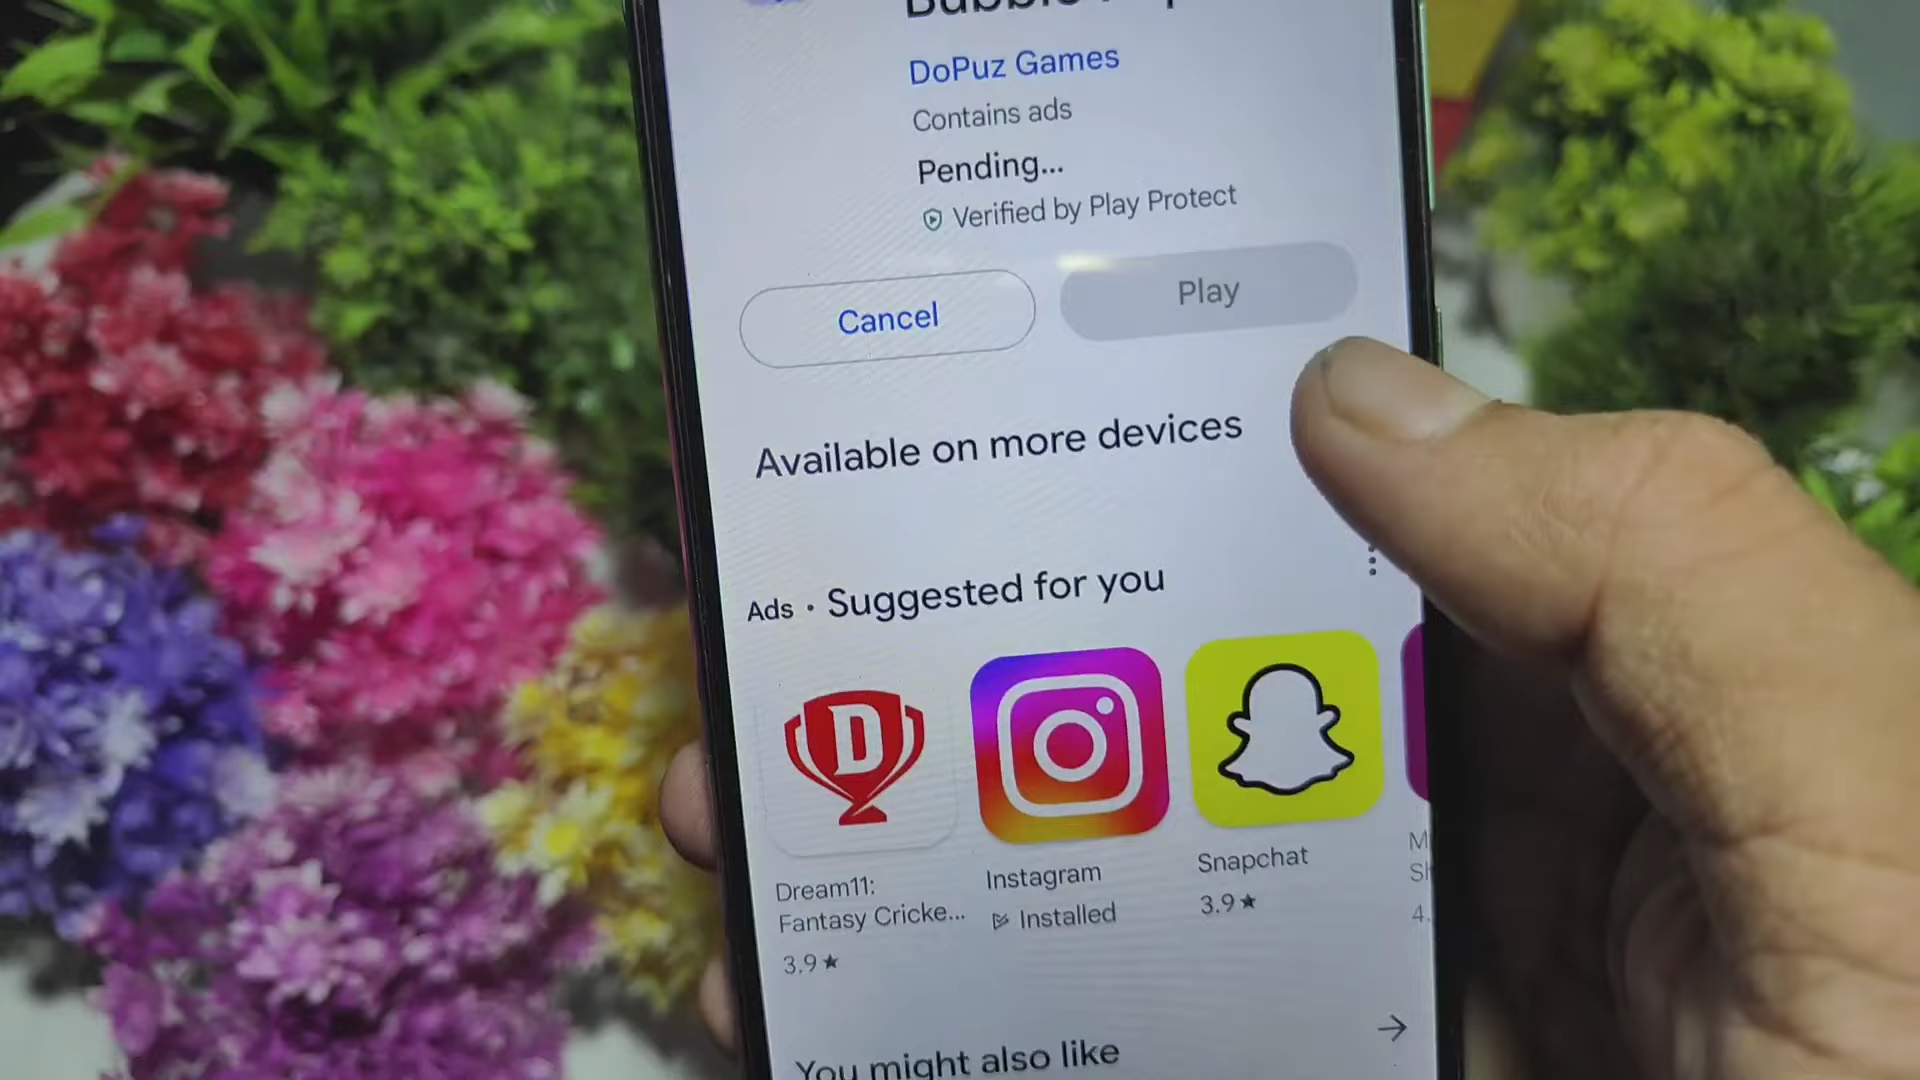 DoPuz Games
Contains ads
Pending...
Verified by Play Protect
Cancel
Play
Available on more devices
Ads • Suggested for you
D
Dream11:
Fantasy Cricke...
3.9★
Instagram
Installed
Snapchat
3.9★
4.
You might also like